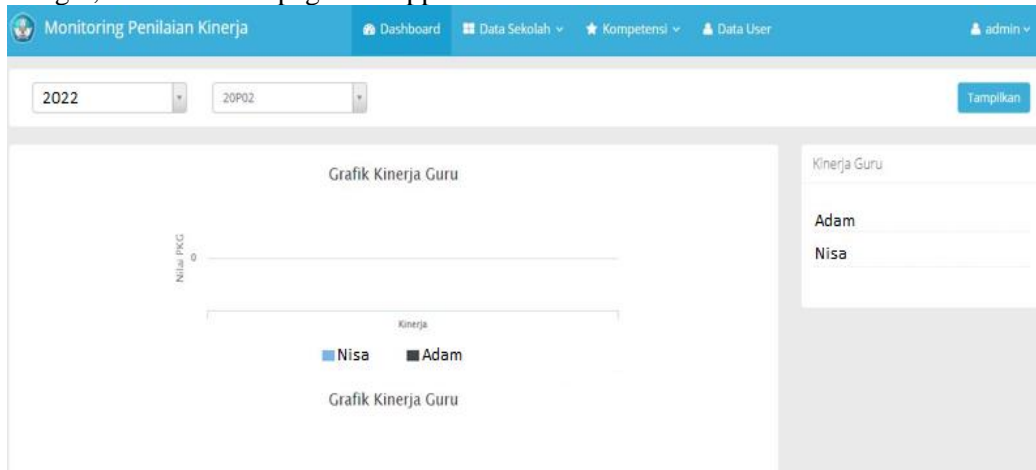 Monitoring Penilaian Kinerja Dashboard Data Sekolah Kompetensi Data User admin
2022 20P02 Tampilkan
Grafik Kinerja Guru
Nilai PKG
0
Kinerja
Nisa Adam
Grafik Kinerja Guru
Kinerja Guru
Adam
Nisa